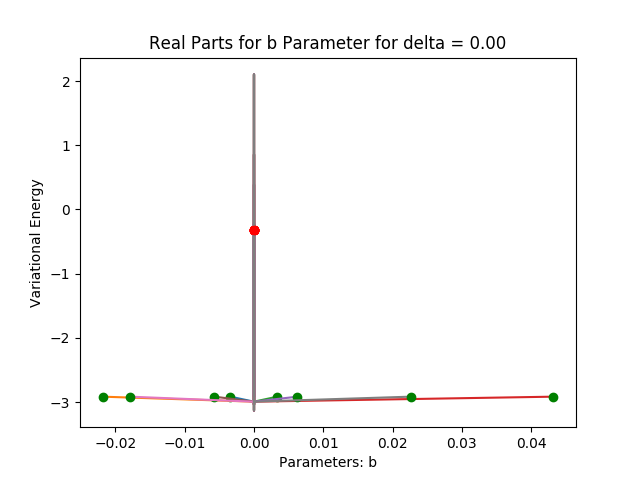 Real Parts for b Parameter for delta = 0.00
Variational Energy
2
1
0
−1
−2
−3
−0.02 −0.01 0.00 0.01 0.02 0.03 0.04
Parameters: b